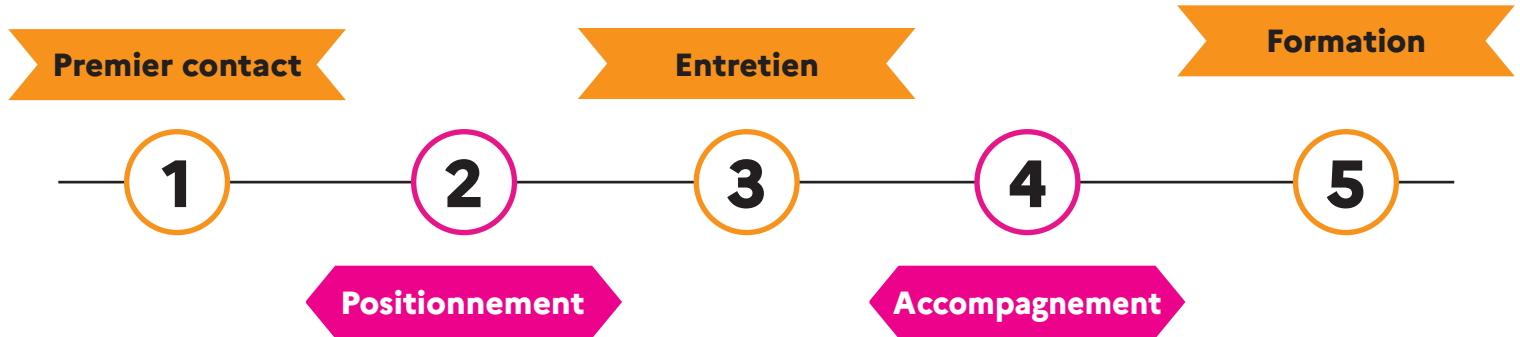 Premier contact
1
Positionnement
2
Entretien
3
Accompagnement
4
Formation
5